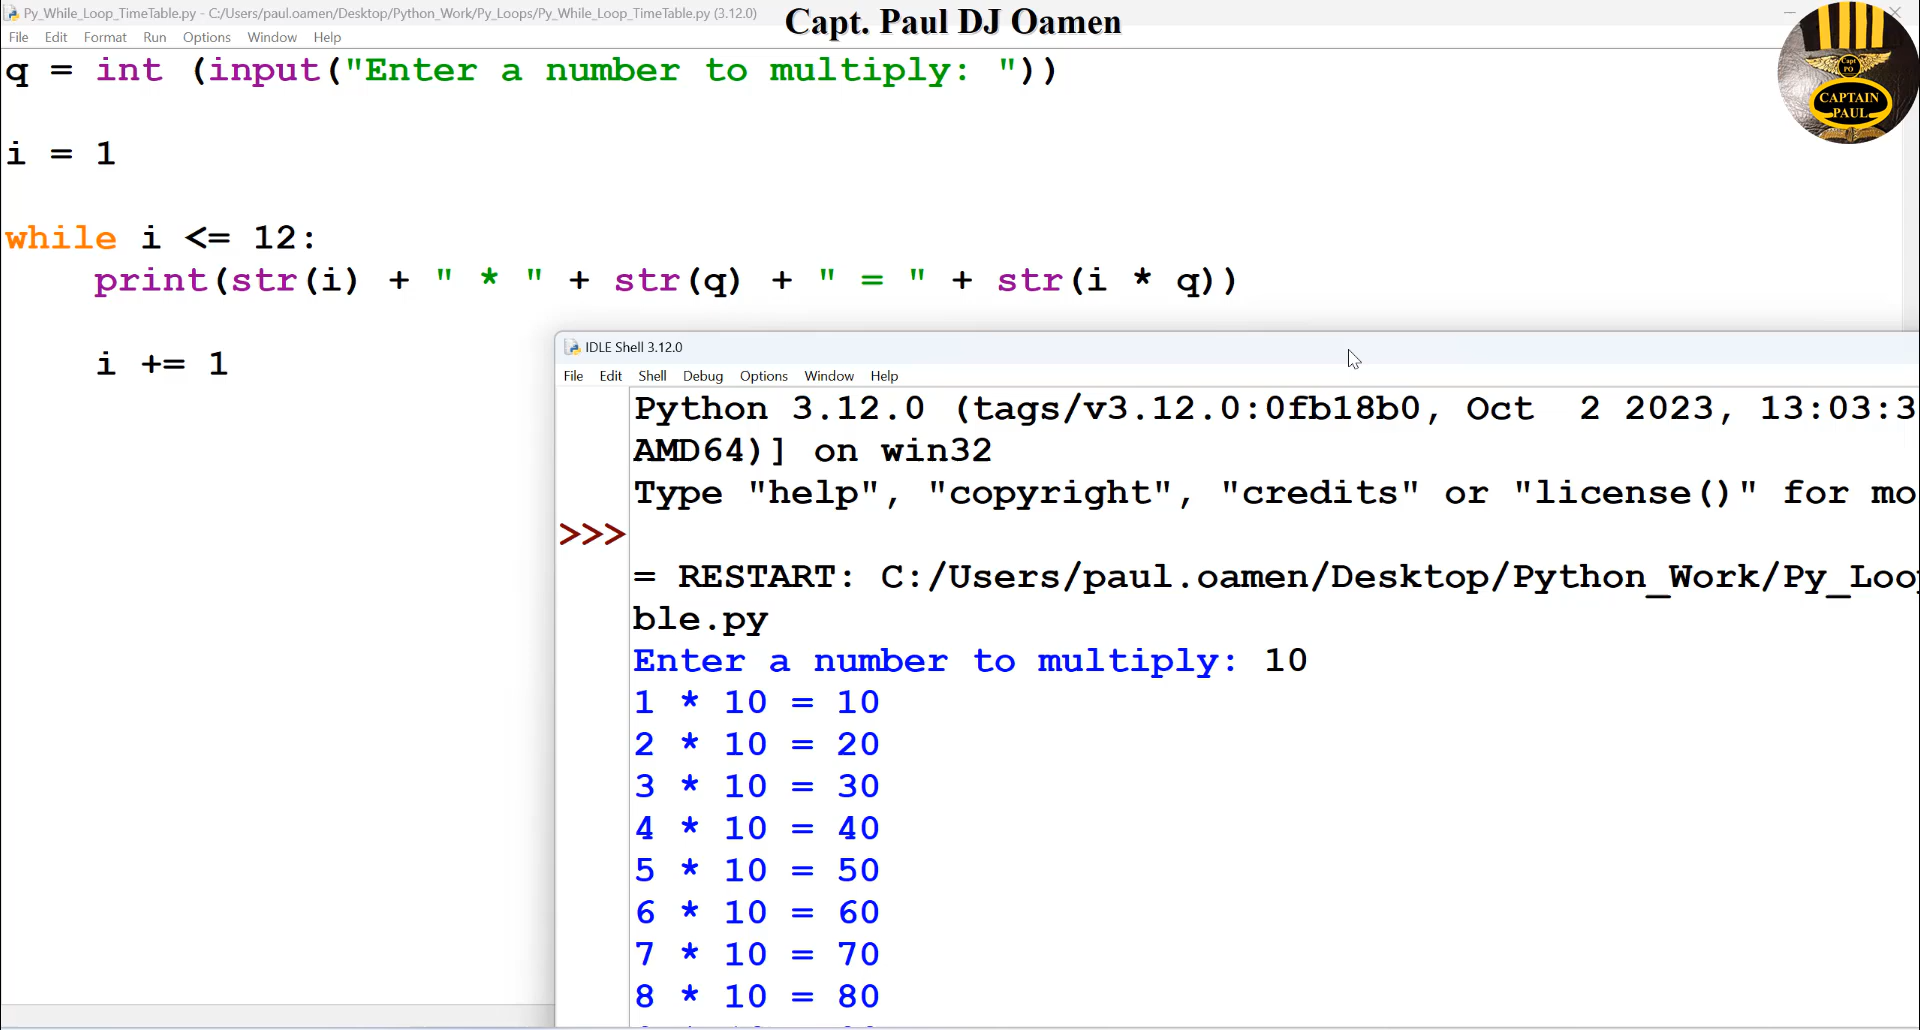 Py_While_Loop_TimeTable.py - C:/Users/paul.oamen/Desktop/Python_Work/Py_Loops/Py_While_Loop_TimeTable.py (3.12.0)
Capt. Paul DJ Oamen
File Edit Format Run Options Window Help
Capt
PO
CAPTAIN
PAUL
q = int (input("Enter a number to multiply: "))
i = 1
while i <= 12:
    print(str(i) + " * " + str(q) + " = " + str(i * q))
    i += 1
IDLE Shell 3.12.0
File Edit Shell Debug Options Window Help
Python 3.12.0 (tags/v3.12.0:0fb18b0, Oct  2 2023, 13:03:3
AMD64)] on win32
Type "help", "copyright", "credits" or "license()" for mo
>>>
= RESTART: C:/Users/paul.oamen/Desktop/Python_Work/Py_Loo
ble.py
Enter a number to multiply: 10
1 * 10 = 10
2 * 10 = 20
3 * 10 = 30
4 * 10 = 40
5 * 10 = 50
6 * 10 = 60
7 * 10 = 70
8 * 10 = 80